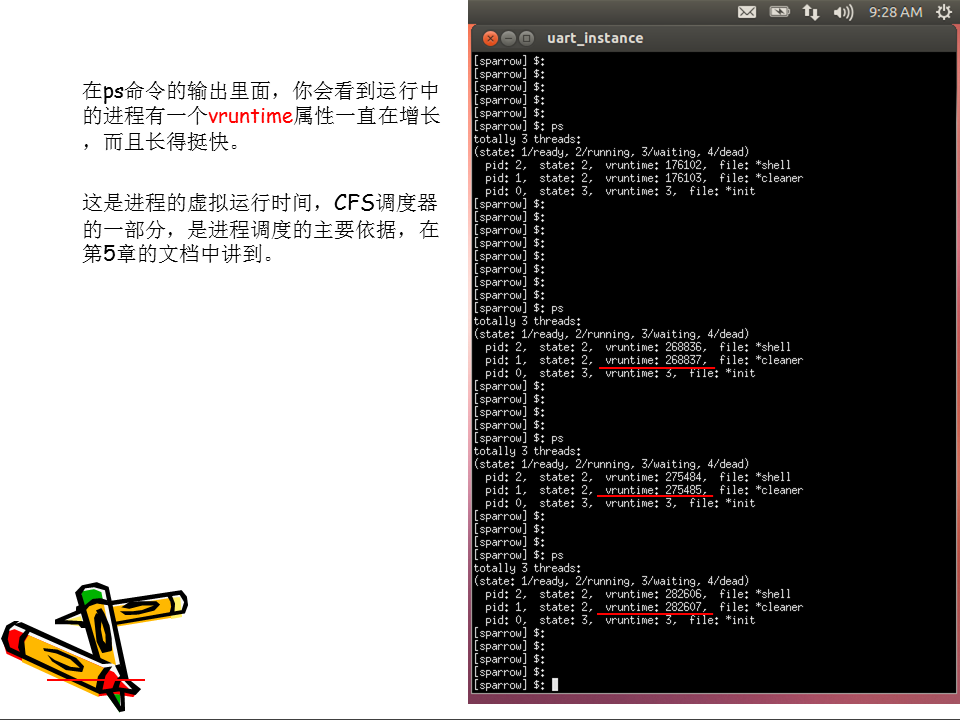 在ps命令的输出里面，你会看到运行中
的进程有一个vruntime属性一直在增长
，而且长得挺快。
这是进程的虚拟运行时间，CFS调度器
的一部分，是进程调度的主要依据，在
第5章的文档中讲到。
9:28 AM
uart_instance
[sparrow] $:
[sparrow] $:
[sparrow] $:
[sparrow] $:
[sparrow] $:
[sparrow] $: ps
totally 3 threads:
(state: 1/ready, 2/running, 3/waiting, 4/dead)
pid: 2, state: 2, vruntime: 176102, file: *shell
pid: 1, state: 2, vruntime: 176103, file: *cleaner
pid: 0, state: 3, vruntime: 3, file: *init
[sparrow] $:
[sparrow] $:
[sparrow] $:
[sparrow] $:
[sparrow] $:
[sparrow] $:
[sparrow] $:
[sparrow] $:
[sparrow] $: ps
totally 3 threads:
(state: 1/ready, 2/running, 3/waiting, 4/dead)
pid: 2, state: 2, vruntime: 268836, file: *shell
pid: 1, state: 2, vruntime: 268837, file: *cleaner
pid: 0, state: 3, vruntime: 3, file: *init
[sparrow] $:
[sparrow] $:
[sparrow] $:
[sparrow] $:
[sparrow] $: ps
totally 3 threads:
(state: 1/ready, 2/running, 3/waiting, 4/dead)
pid: 2, state: 2, vruntime: 275484, file: *shell
pid: 1, state: 2, vruntime: 275485, file: *cleaner
pid: 0, state: 3, vruntime: 3, file: *init
[sparrow] $:
[sparrow] $:
[sparrow] $:
[sparrow] $: ps
totally 3 threads:
(state: 1/ready, 2/running, 3/waiting, 4/dead)
pid: 2, state: 2, vruntime: 282606, file: *shell
pid: 1, state: 2, vruntime: 282607, file: *cleaner
pid: 0, state: 3, vruntime: 3, file: *init
[sparrow] $:
[sparrow] $:
[sparrow] $:
[sparrow] $:
[sparrow] $: